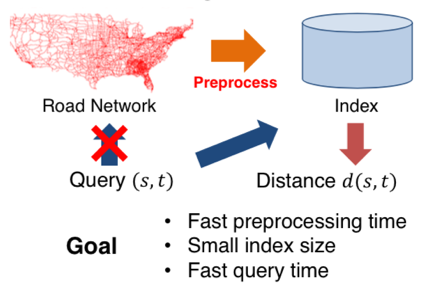 Preprocess
Road Network
Index
Query (s,t)
Distance d(s,t)
Goal
• Fast preprocessing time
• Small index size
• Fast query time